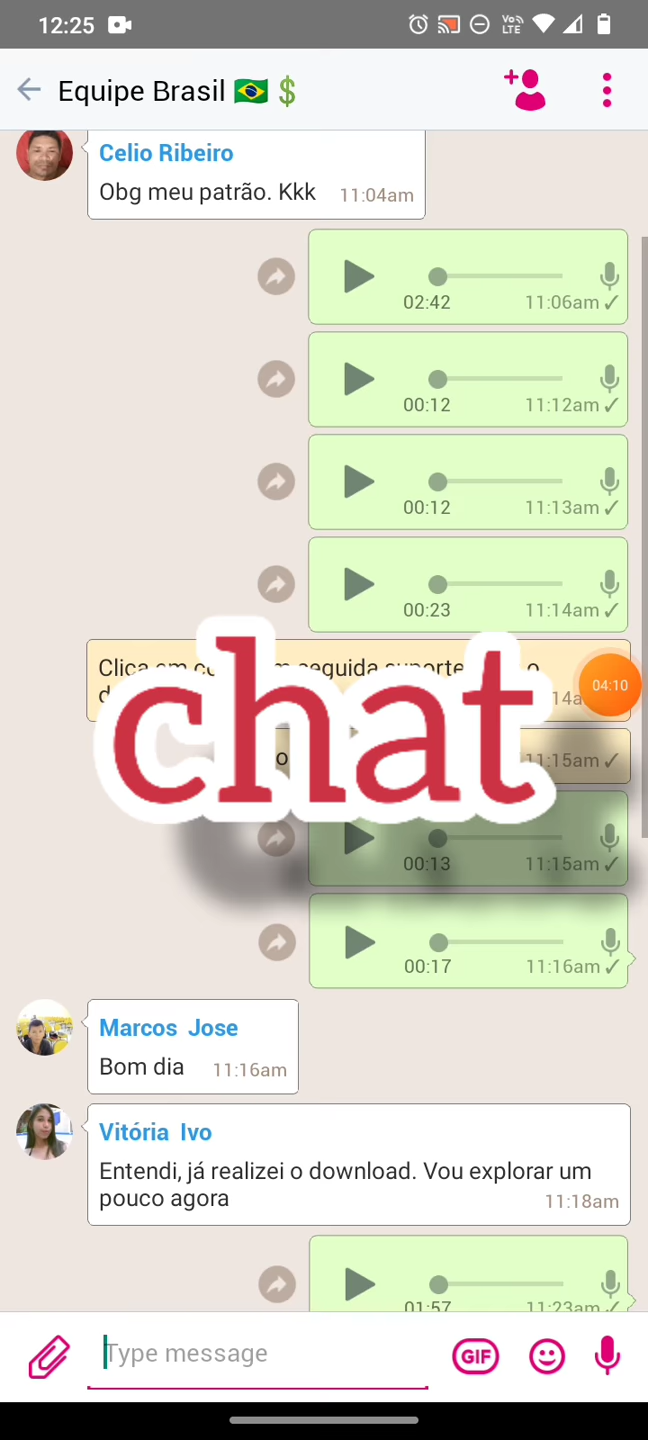 12:25
Vo LTE
Equipe Brasil 🇧🇷 💲
Celio Ribeiro
Obg meu patrão. Kkk 11:04am
02:42 11:06am ✓
00:12 11:12am ✓
00:12 11:13am ✓
00:23 11:14am ✓
Clica em seguida o
04:10
chat
11:15am ✓
00:13 11:15am ✓
00:17 11:16am ✓
Marcos Jose
Bom dia 11:16am
Vitória Ivo
Entendi, já realizei o download. Vou explorar um
pouco agora 11:18am
01:57 11:23am ✓
Type message
GIF